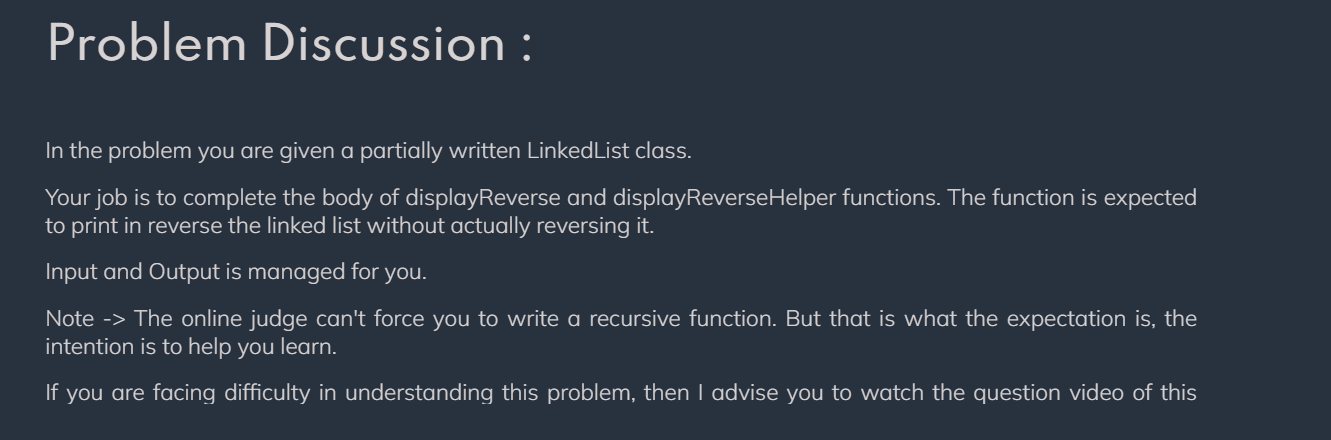 Problem Discussion :
In the problem you are given a partially written LinkedList class.
Your job is to complete the body of displayReverse and displayReverseHelper functions. The function is expected
to print in reverse the linked list without actually reversing it.
Input and Output is managed for you.
Note -> The online judge can't force you to write a recursive function. But that is what the expectation is, the
intention is to help you learn.
If you are facing difficulty in understanding this problem, then I advise you to watch the question video of this